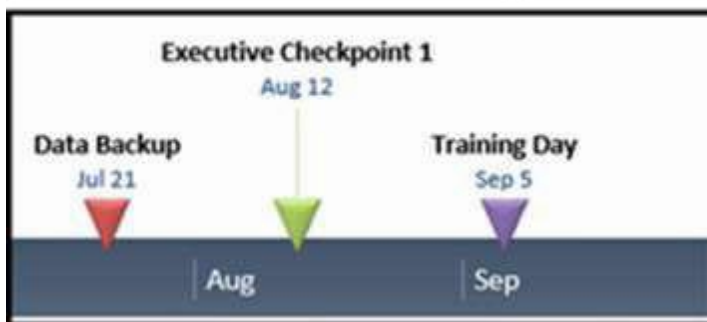 Executive Checkpoint 1
Aug 12
Data Backup
Jul 21
Training Day
Sep 5
Aug
Sep